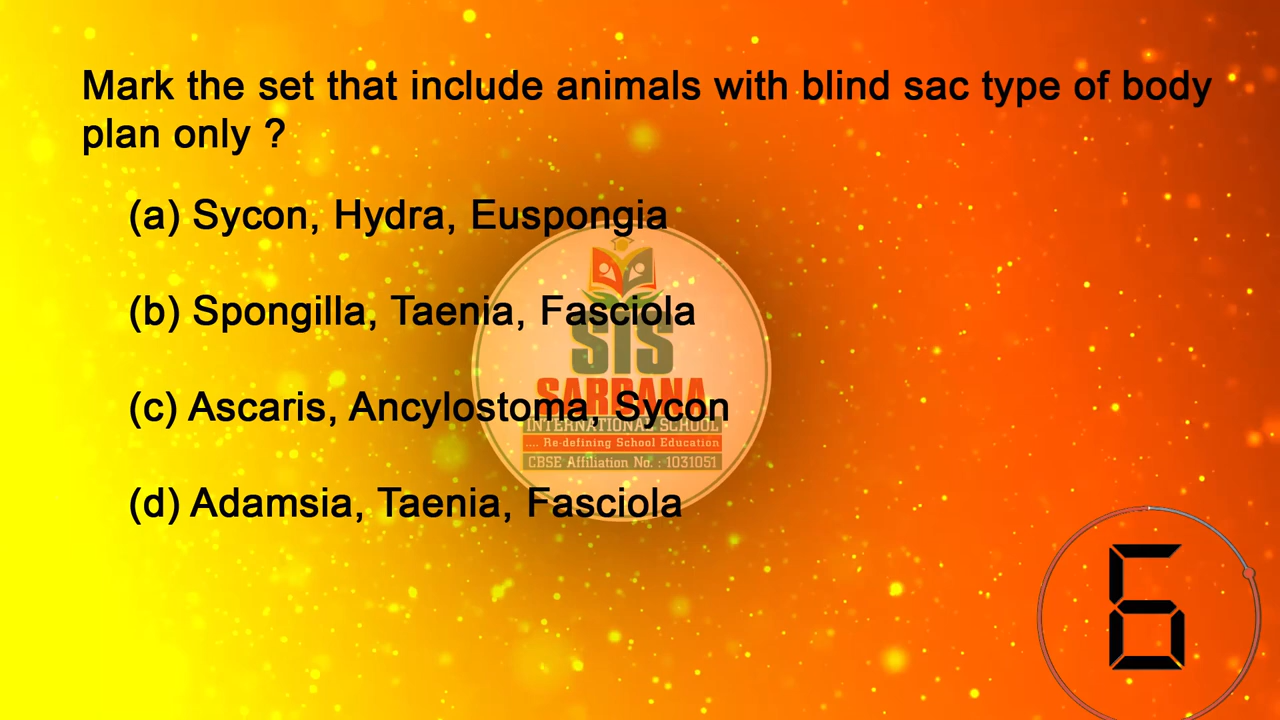 Mark the set that include animals with blind sac type of body
plan only ?
(a) Sycon, Hydra, Euspongia
(b) Spongilla, Taenia, Fasciola
SIS
(c) Ascaris, Ancylostoma, Sycon
INTERNATIONAL SCHOOL
.... Re-defining School Education
CBSE Affiliation No. : 1031051
(d) Adamsia, Taenia, Fasciola
6